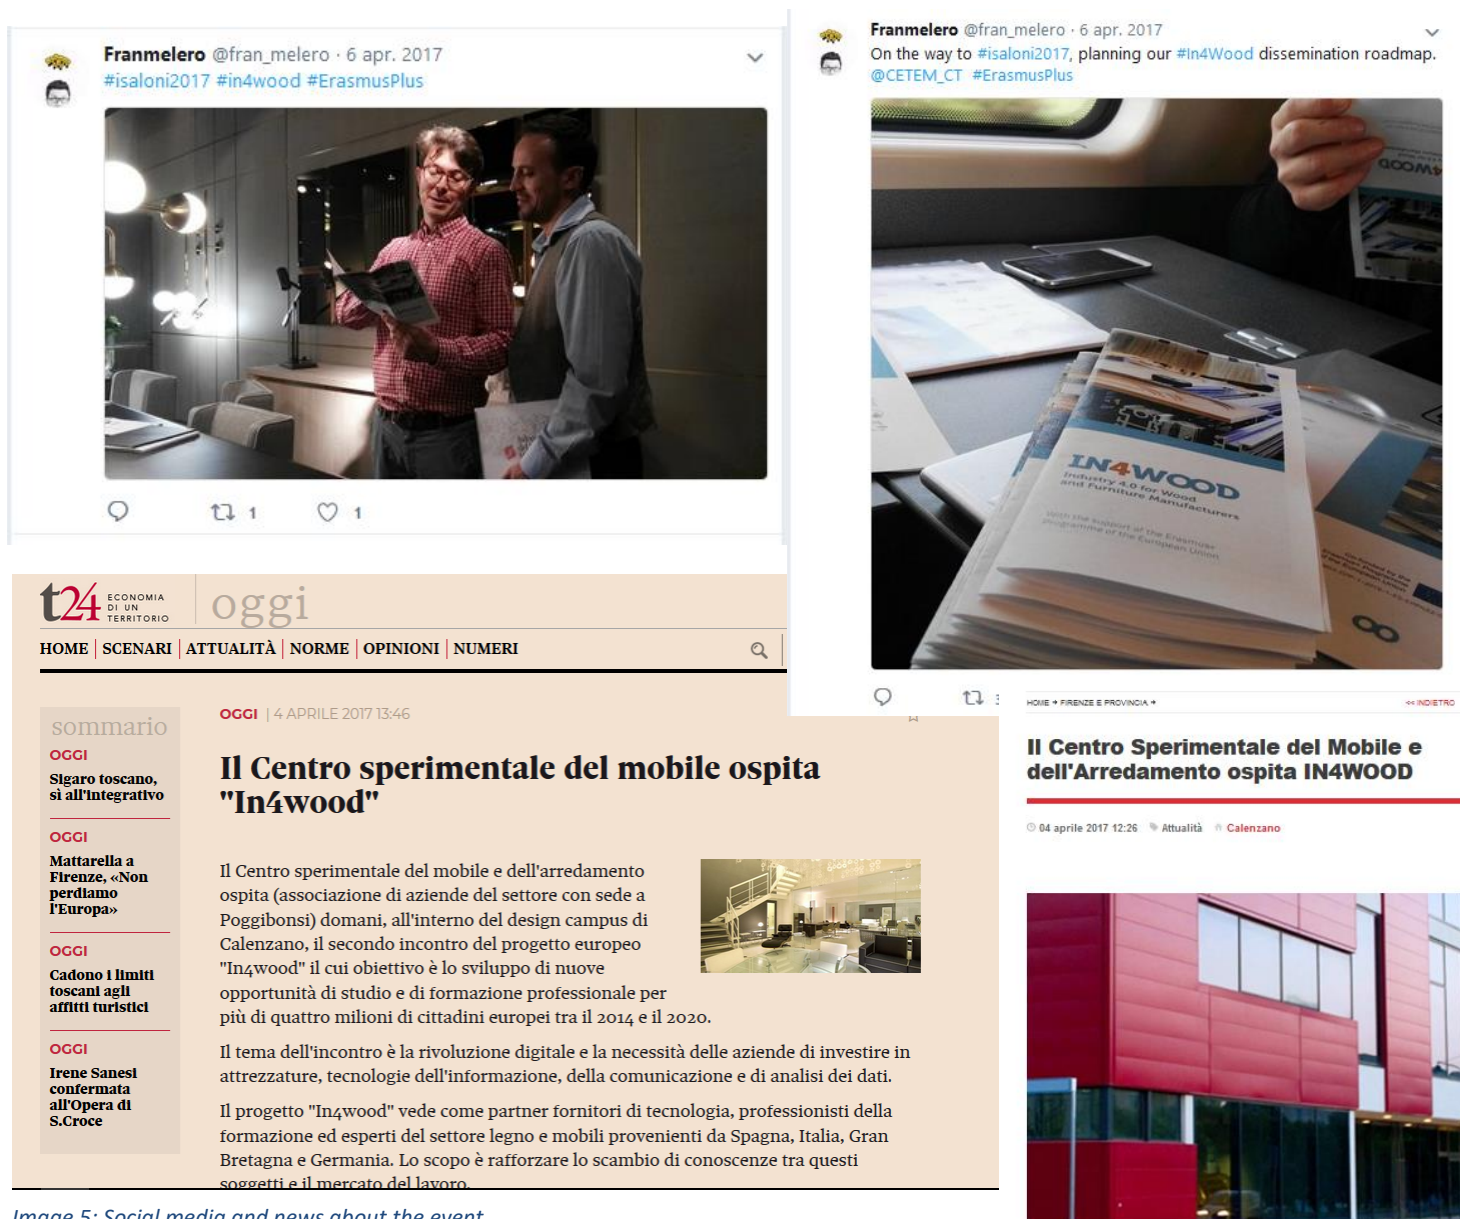 Franmelero @fran_melero · 6 apr. 2017
#isaloni2017 #in4wood #ErasmusPlus
1
1
Franmelero @fran_melero · 6 apr. 2017
On the way to #isaloni2017, planning our #In4Wood dissemination roadmap.
@CETEM_CT #ErasmusPlus
IN4WOOD
Industry 4.0 for Wood
and Furniture Manufacturers
With the support of the Erasmus+
Programme of the European Union
t24 ECONOMIA
DI UN
TERRITORIO
oggi
HOME | SCENARI | ATTUALITÀ | NORME | OPINIONI | NUMERI
sommario
OGGI
Sigaro toscano,
sì all'integrativo
OGGI
Mattarella a
Firenze, «Non
perdiamo
l'Europa»
OGGI
Cadono i limiti
toscani agli
affitti turistici
OGGI
Irene Sanesi
confermata
all'Opera di
S.Croce
OGGI | 4 APRILE 2017 13:46
Il Centro sperimentale del mobile ospita
"In4wood"
Il Centro sperimentale del mobile e dell'arredamento
ospita (associazione di aziende del settore con sede a
Poggibonsi) domani, all'interno del design campus di
Calenzano, il secondo incontro del progetto europeo
"In4wood" il cui obiettivo è lo sviluppo di nuove
opportunità di studio e di formazione professionale per
più di quattro milioni di cittadini europei tra il 2014 e il 2020.
Il tema dell'incontro è la rivoluzione digitale e la necessità delle aziende di investire in
attrezzature, tecnologie dell'informazione, della comunicazione e di analisi dei dati.
Il progetto "In4wood" vede come partner fornitori di tecnologia, professionisti della
formazione ed esperti del settore legno e mobili provenienti da Spagna, Italia, Gran
Bretagna e Germania. Lo scopo è rafforzare lo scambio di conoscenze tra questi
soggetti e il mercato del lavoro.
HOME → FIRENZE E PROVINCIA →
<< INDIETRO
Il Centro Sperimentale del Mobile e
dell'Arredamento ospita IN4WOOD
04 aprile 2017 12:26 Attualità Calenzano
Image 5: Social media and news about the event